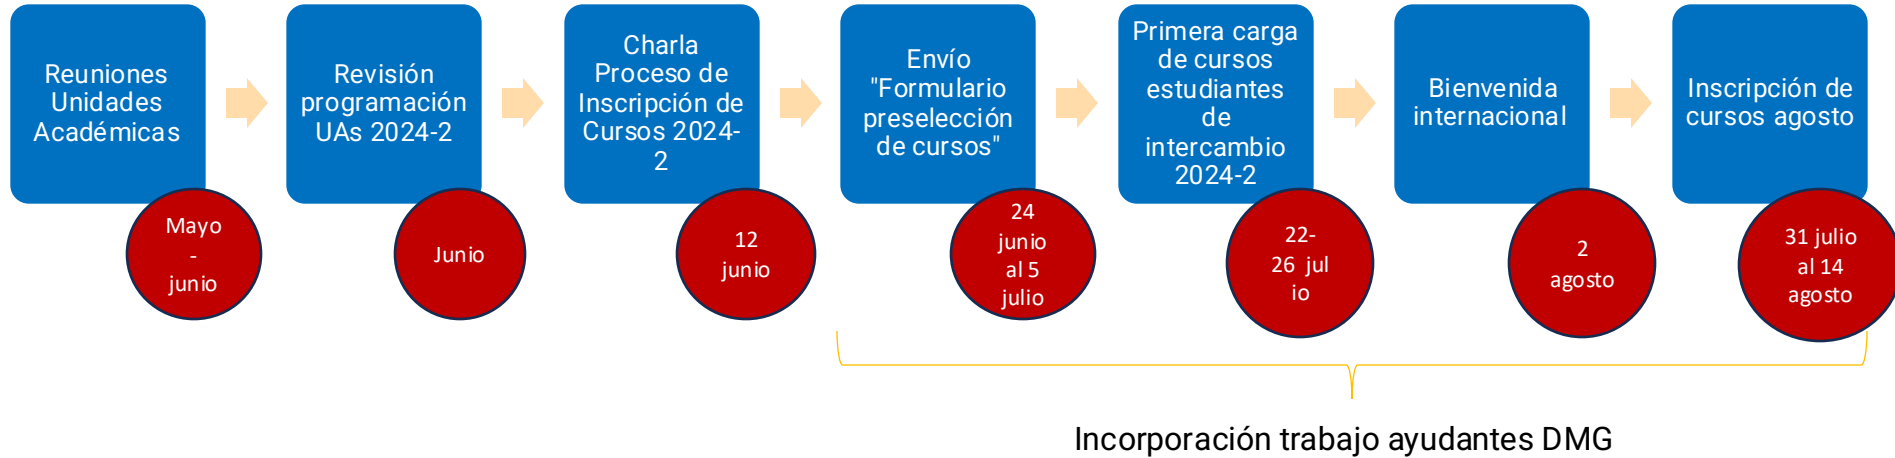 Reuniones
Unidades
Académicas
Revisión
programación
UAs 2024-2
Charla
Proceso de
Inscripción de
Cursos 2024-
2
Envío
"Formulario
preselección
de cursos"
Primera carga
de cursos
estudiantes
de
intercambio
2024-2
Bienvenida
internacional
Inscripción de
cursos agosto
Mayo
-
junio
Junio
12
junio
24
junio
al 5
julio
22-
26 jul
io
2
agosto
31 julio
al 14
agosto
Incorporación trabajo ayudantes DMG